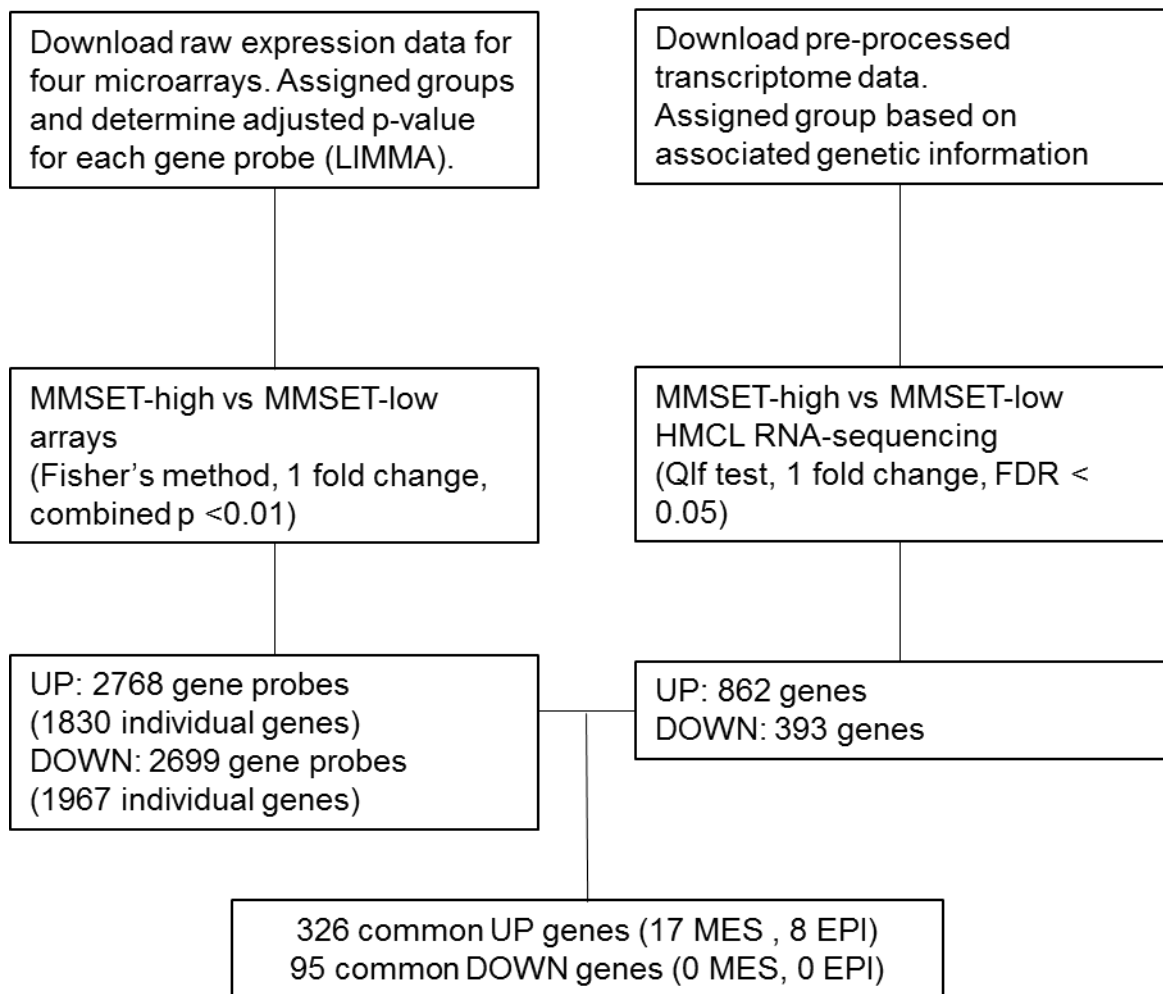 Download raw expression data for
four microarrays. Assigned groups
and determine adjusted p-value
for each gene probe (LIMMA).
Download pre-processed
transcriptome data.
Assigned group based on
associated genetic information
MMSET-high vs MMSET-low
arrays
(Fisher's method, 1 fold change,
combined p <0.01)
MMSET-high vs MMSET-low
HMCL RNA-sequencing
(Qlf test, 1 fold change, FDR <
0.05)
UP: 2768 gene probes
(1830 individual genes)
DOWN: 2699 gene probes
(1967 individual genes)
UP: 862 genes
DOWN: 393 genes
326 common UP genes (17 MES , 8 EPI)
95 common DOWN genes (0 MES, 0 EPI)